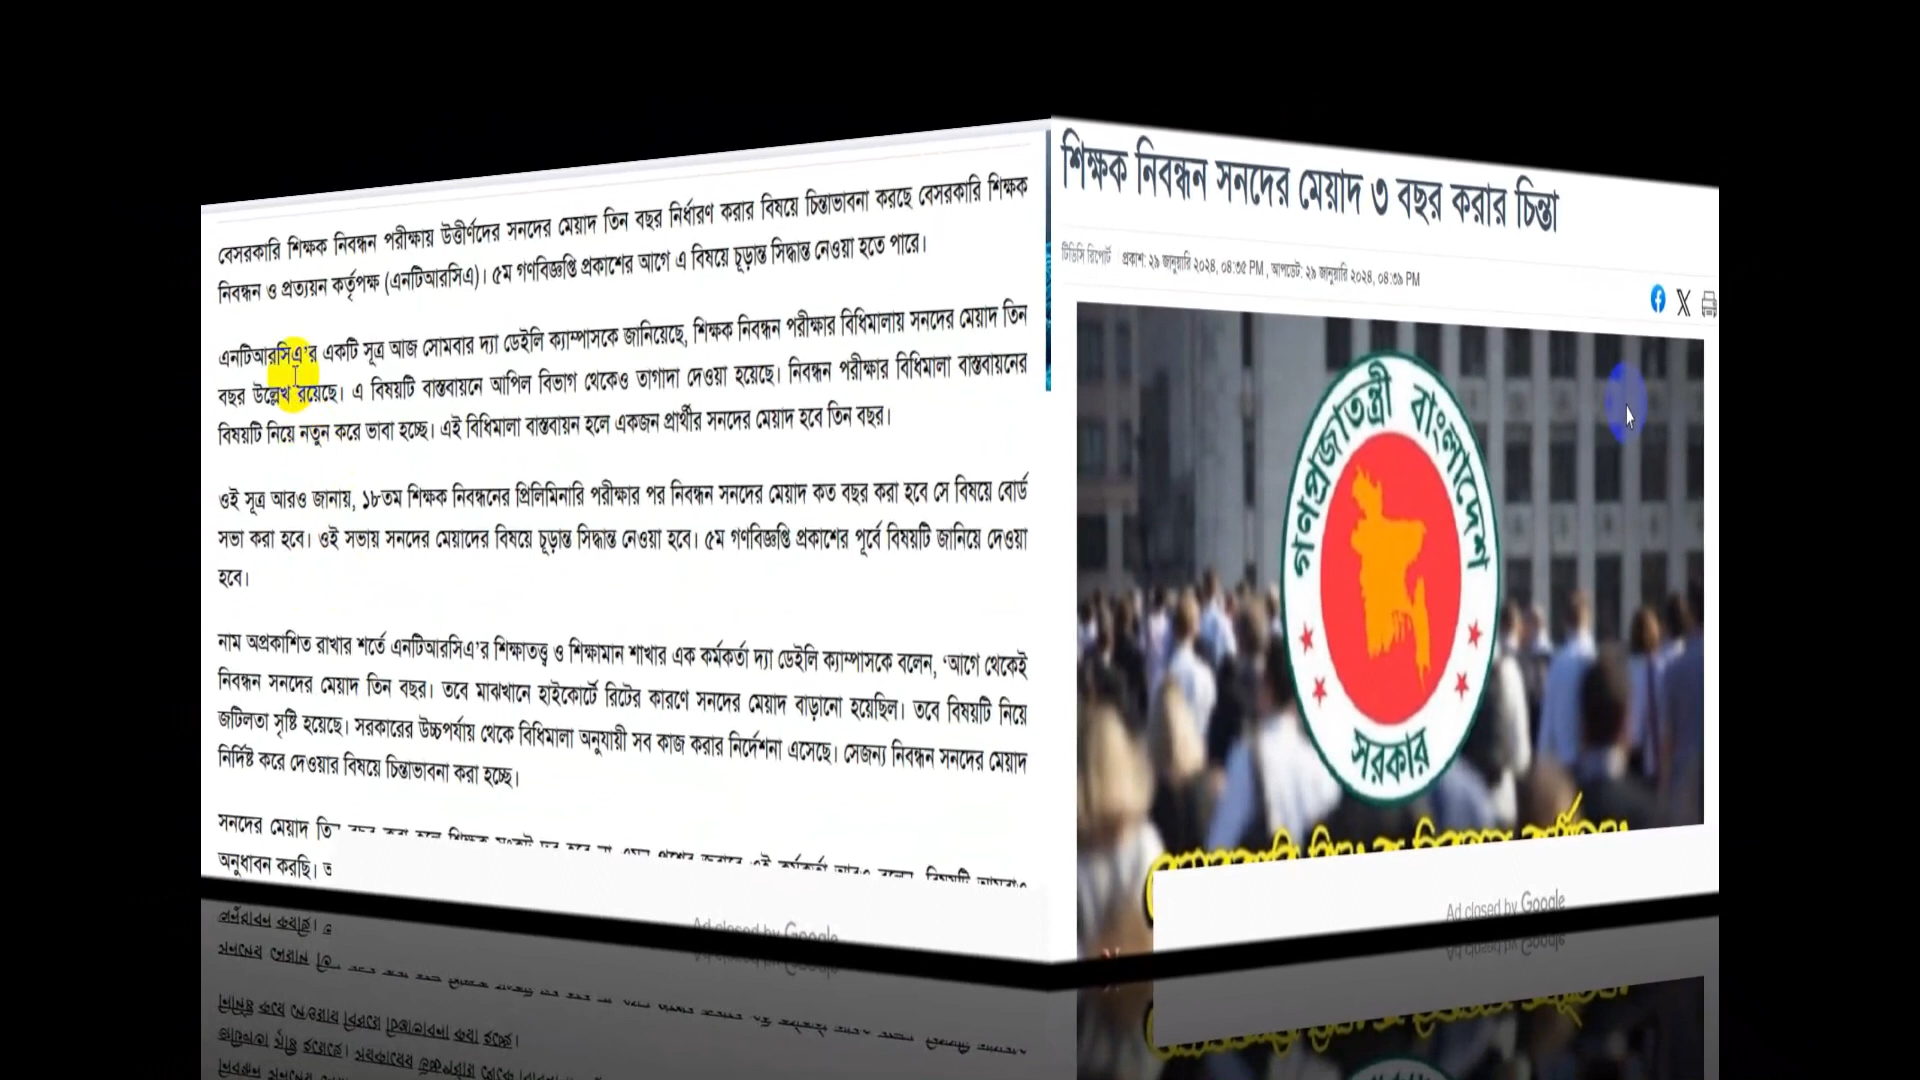 বেসরকারি শিক্ষক নিবন্ধন পরীক্ষায় উত্তীর্ণদের সনদের মেয়াদ তিন বছর নির্ধারণ করার বিষয়ে চিন্তাভাবনা করছে বেসরকারি শিক্ষক
নিবন্ধন ও প্রত্যয়ন কর্তৃপক্ষ (এনটিআরসিএ)। ৫ম গণবিজ্ঞপ্তি প্রকাশের আগে এ বিষয়ে চূড়ান্ত সিদ্ধান্ত নেওয়া হতে পারে।
এনটিআরসিএ'র একটি সূত্র আজ সোমবার দ্যা ডেইলি ক্যাম্পাসকে জানিয়েছে, শিক্ষক নিবন্ধন পরীক্ষার বিধিমালায় সনদের মেয়াদ তিন
বছর উল্লেখ রয়েছে। এ বিষয়টি বাস্তবায়নে আপিল বিভাগ থেকেও তাগাদা দেওয়া হয়েছে। নিবন্ধন পরীক্ষার বিধিমালা বাস্তবায়নের
বিষয়টি নিয়ে নতুন করে ভাবা হচ্ছে। এই বিধিমালা বাস্তবায়ন হলে একজন প্রার্থীর সনদের মেয়াদ হবে তিন বছর।
ওই সূত্র আরও জানায়, ১৮তম শিক্ষক নিবন্ধনের প্রিলিমিনারি পরীক্ষার পর নিবন্ধন সনদের মেয়াদ কত বছর করা হবে সে বিষয়ে বোর্ড
সভা করা হবে। ওই সভায় সনদের মেয়াদের বিষয়ে চূড়ান্ত সিদ্ধান্ত নেওয়া হবে। ৫ম গণবিজ্ঞপ্তি প্রকাশের পূর্বে বিষয়টি জানিয়ে দেওয়া
হবে।
নাম অপ্রকাশিত রাখার শর্তে এনটিআরসিএ'র শিক্ষাতত্ত্ব ও শিক্ষামান শাখার এক কর্মকর্তা দ্যা ডেইলি ক্যাম্পাসকে বলেন, 'আগে থেকেই
নিবন্ধন সনদের মেয়াদ তিন বছর। তবে মাঝখানে হাইকোর্টে রিটের কারণে সনদের মেয়াদ বাড়ানো হয়েছিল। তবে বিষয়টি নিয়ে
জটিলতা সৃষ্টি হয়েছে। সরকারের উচ্চপর্যায় থেকে বিধিমালা অনুযায়ী সব কাজ করার নির্দেশনা এসেছে। সেজন্য নিবন্ধন সনদের মেয়াদ
নির্দিষ্ট করে দেওয়ার বিষয়ে চিন্তাভাবনা করা হচ্ছে।
সনদের মেয়াদ
অনুধাবন করছি। ত
Ad closed by Google
শিক্ষক নিবন্ধন সনদের মেয়াদ ৩ বছর করার চিন্তা
টিডিসি রিপোর্ট প্রকাশ: ২৯ জানুয়ারি ২০২৪, ০৪:৩৫ PM , আপডেট: ২৯ জানুয়ারি ২০২৪, ০৪:৩৯ PM
গণপ্রজাতন্ত্রী বাংলাদেশ
সরকার
Ad closed by Google